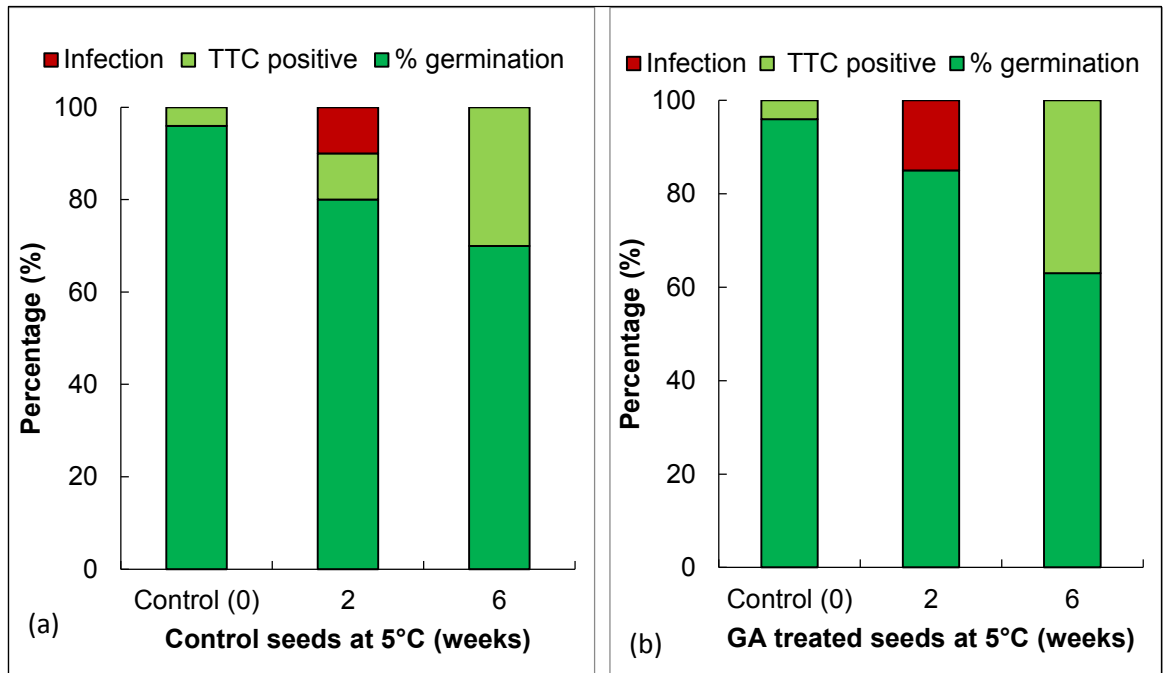 Infection TTC positive % germination
100
80
60
40
20
0
Percentage (%)
Control (0) 2 6
Control seeds at 5°C (weeks)
(a)
Infection TTC positive % germination
100
80
60
40
20
0
Percentage (%)
Control (0) 2 6
GA treated seeds at 5°C (weeks)
(b)